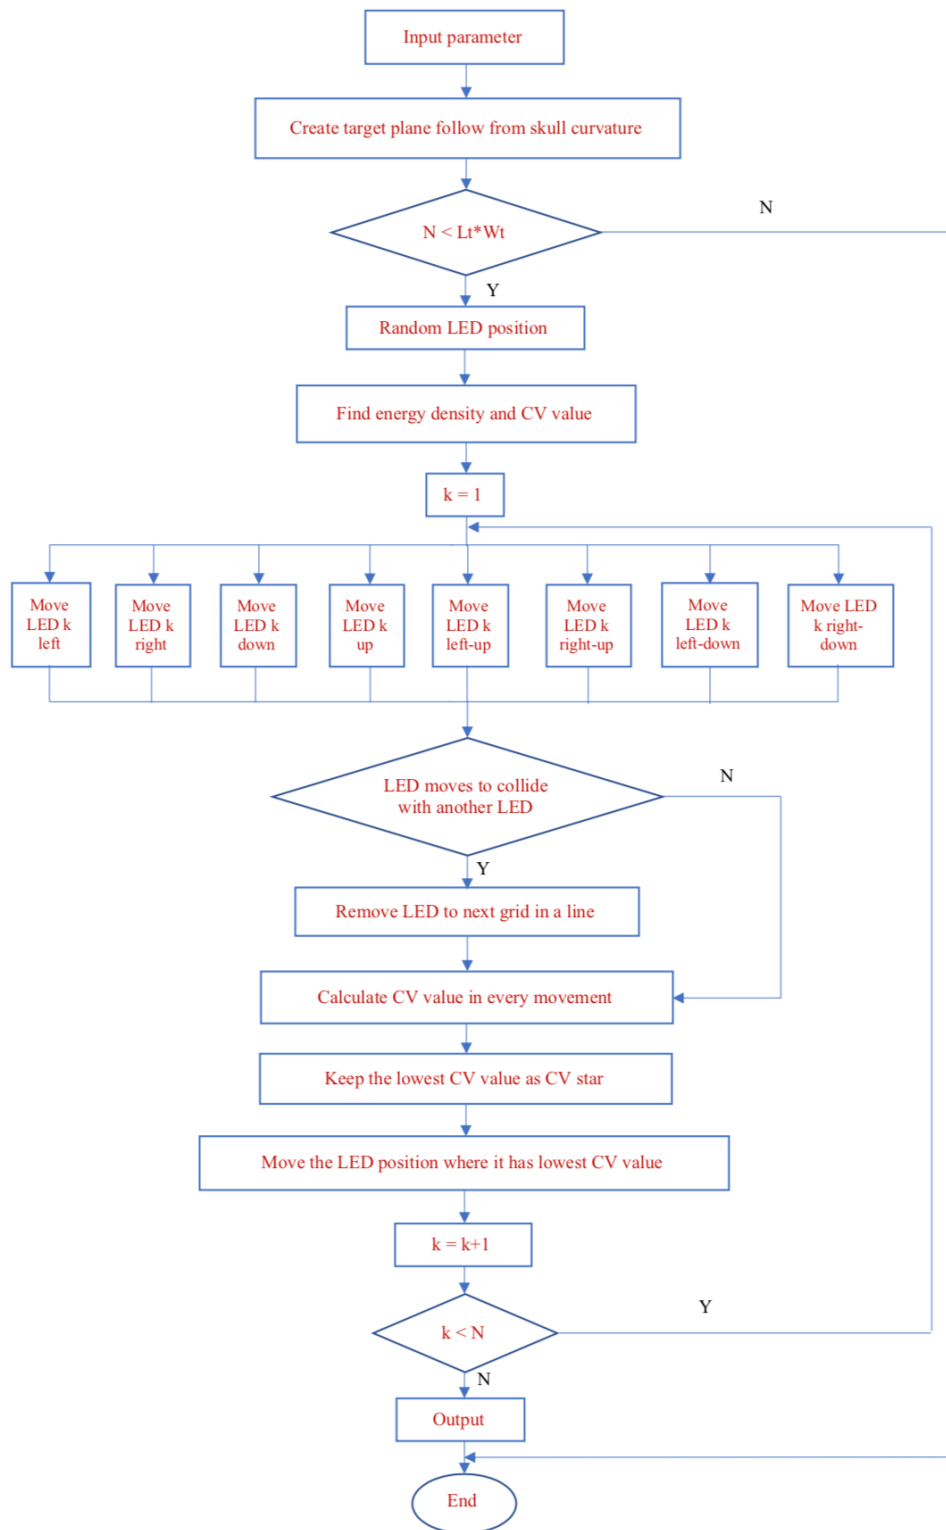 Input parameter
Create target plane follow from skull curvature
N < Lt*Wt
N
Y
Random LED position
Find energy density and CV value
k = 1
Move
LED k
left
Move
LED k
right
Move
LED k
down
Move
LED k
up
Move
LED k
left-up
Move
LED k
right-up
Move
LED k
left-down
Move LED
k right-
down
LED moves to collide
with another LED
N
Y
Remove LED to next grid in a line
Calculate CV value in every movement
Keep the lowest CV value as CV star
Move the LED position where it has lowest CV value
k = k+1
k < N
Y
N
Output
End